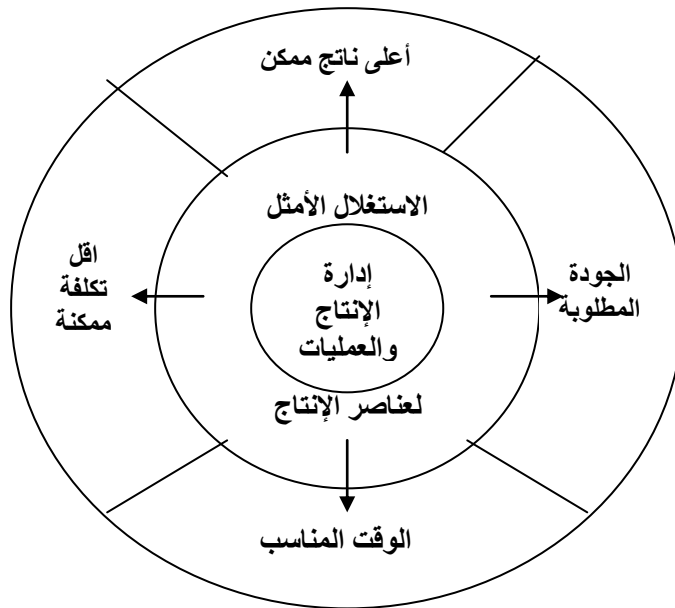 أعلى ناتج ممكن
الاستغلال الأمثل
إدارة
الإنتاج
والعمليات
لعناصر الإنتاج
الجودة
المطلوبة
اقل
تكلفة
ممكنة
الوقت المناسب